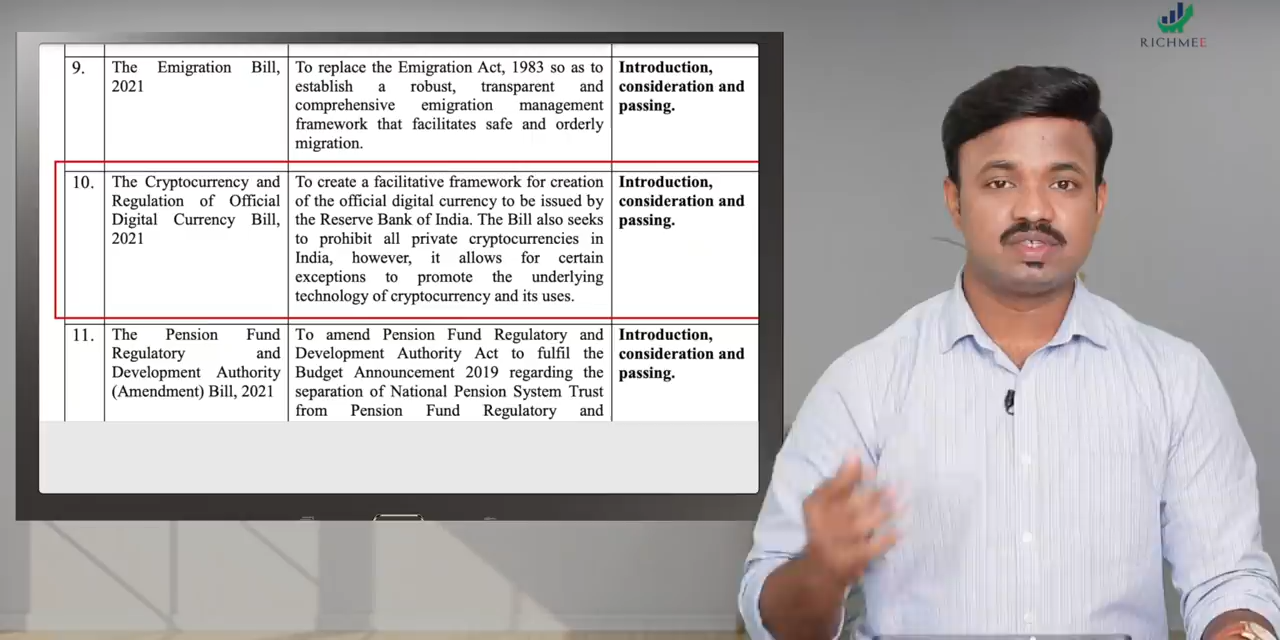 RICHMEE
9.
The Emigration Bill,
2021
To replace the Emigration Act, 1983 so as to
establish a robust, transparent and
comprehensive emigration management
framework that facilitates safe and orderly
migration.
Introduction,
consideration and
passing.
10.
The Cryptocurrency and
Regulation of Official
Digital Currency Bill,
2021
To create a facilitative framework for creation
of the official digital currency to be issued by
the Reserve Bank of India. The Bill also seeks
to prohibit all private cryptocurrencies in
India, however, it allows for certain
exceptions to promote the underlying
technology of cryptocurrency and its uses.
Introduction,
consideration and
passing.
11.
The Pension Fund
Regulatory and
Development Authority
(Amendment) Bill, 2021
To amend Pension Fund Regulatory and
Development Authority Act to fulfil the
Budget Announcement 2019 regarding the
separation of National Pension System Trust
from Pension Fund Regulatory and
Introduction,
consideration and
passing.